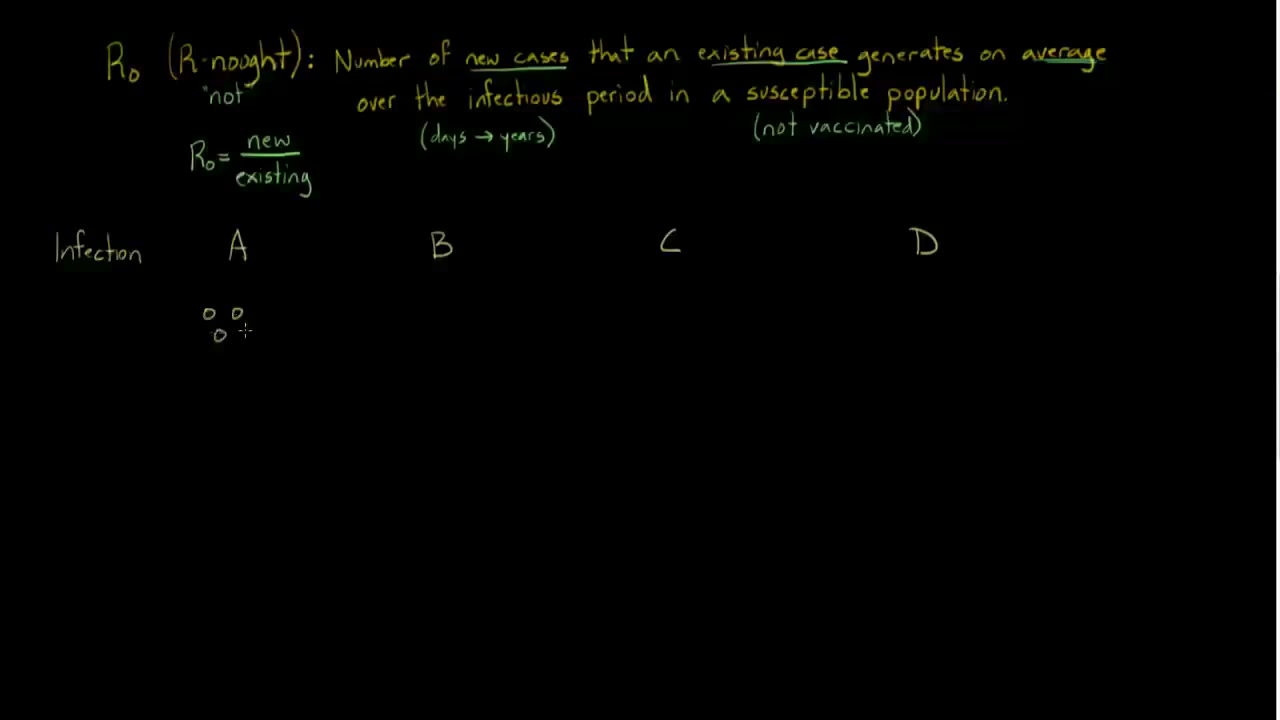 R₀ (R-nought): Number of new cases that an existing case generates on average
"not" over the infectious period in a susceptible population.
(days → years) (not vaccinated)
R₀ = new / existing
Infection A B C D